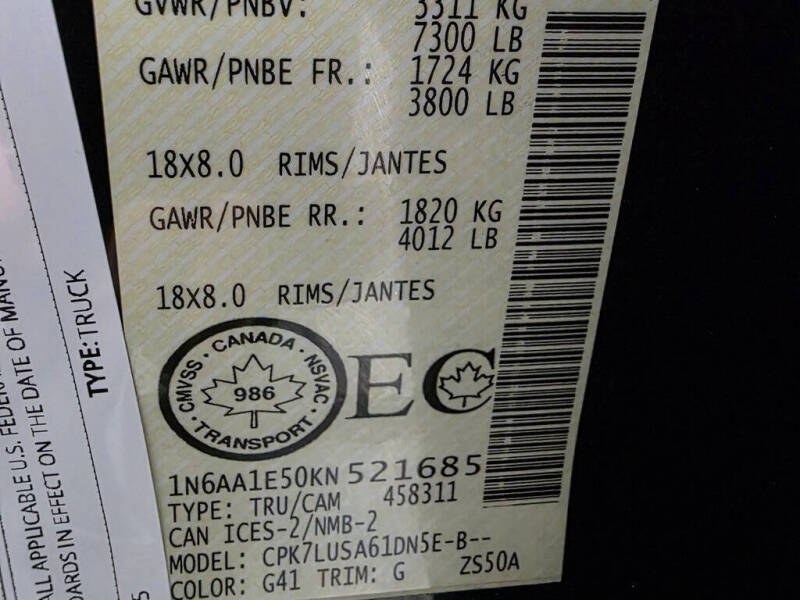 GVWR/PNBV: 3311 KG
7300 LB
GAWR/PNBE FR.: 1724 KG
3800 LB
18X8.0 RIMS/JANTES
GAWR/PNBE RR.: 1820 KG
4012 LB
18X8.0 RIMS/JANTES
CMVSS · CANADA · NSVAC · TRANSPORT ·
986
EC
1N6AA1E50KN 521685
TYPE: TRU/CAM 458311
CAN ICES-2/NMB-2
MODEL: CPK7LUSA61DN5E-B--
COLOR: G41 TRIM: G ZS50A
ALL APPLICABLE U.S. FEDER
IN EFFECT ON THE DATE OF
TYPE: TRUCK